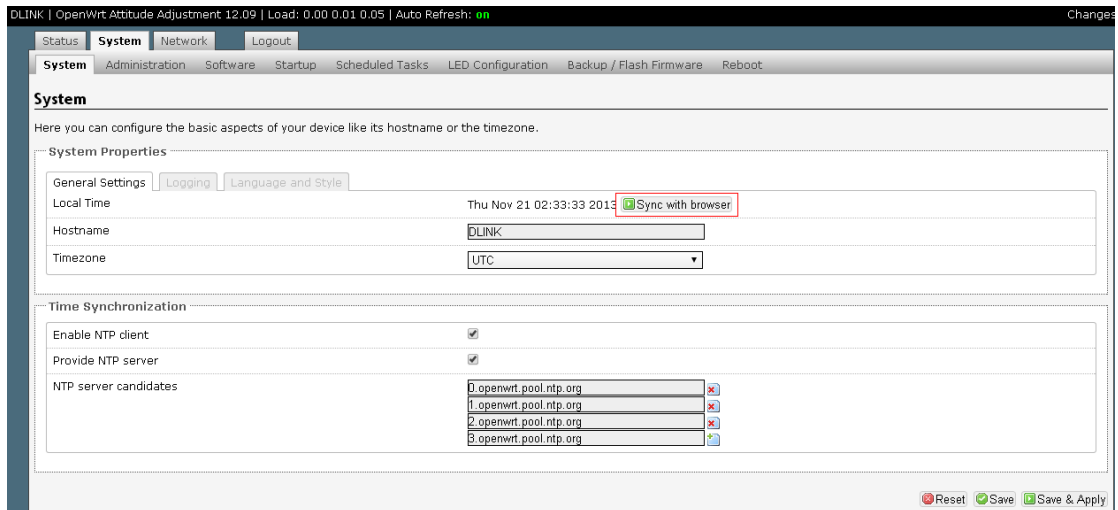 DLINK | OpenWrt Attitude Adjustment 12.09 | Load: 0.00 0.01 0.05 | Auto Refresh: on Changes
Status System Network Logout
System Administration Software Startup Scheduled Tasks LED Configuration Backup / Flash Firmware Reboot
System
Here you can configure the basic aspects of your device like its hostname or the timezone.
System Properties
General Settings Logging Language and Style
Local Time Thu Nov 21 02:33:33 2013 Sync with browser
Hostname DLINK
Timezone UTC
Time Synchronization
Enable NTP client
Provide NTP server
NTP server candidates 0.openwrt.pool.ntp.org
1.openwrt.pool.ntp.org
2.openwrt.pool.ntp.org
3.openwrt.pool.ntp.org
Reset Save Save & Apply